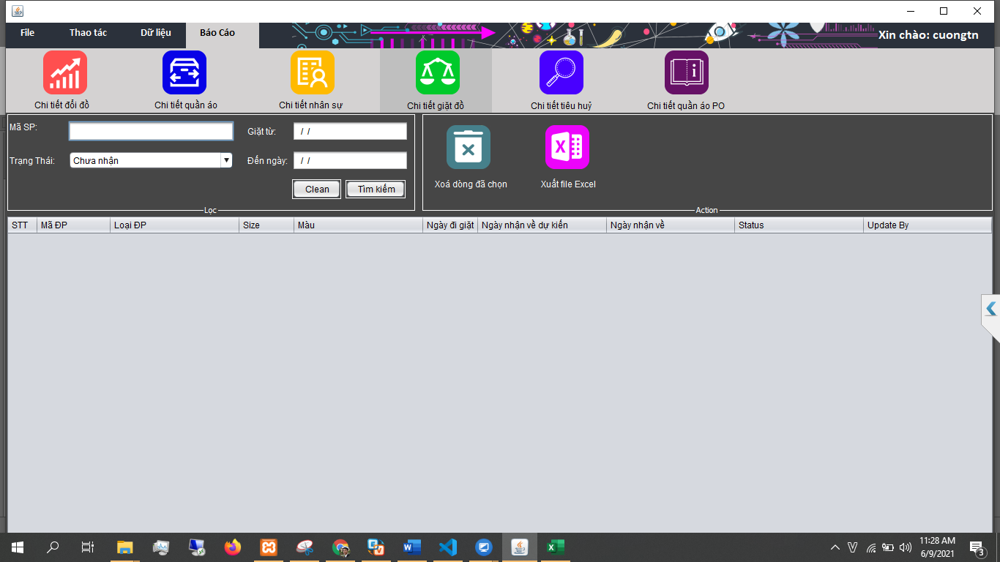 File Thao tác Dữ liệu Báo Cáo Xin chào: cuongtn
Chi tiết đổi đồ Chi tiết quần áo Chi tiết nhân sự Chi tiết giặt đồ Chi tiết tiêu huỷ Chi tiết quần áo PO
Mã SP: Giặt từ: / /
Trạng Thái: Chưa nhận Đến ngày: / /
Clean Tìm kiếm
Lọc
Xoá dòng đã chọn Xuất file Excel
Action
STT Mã ĐP Loại ĐP Size Màu Ngày đi giặt Ngày nhận về dự kiến Ngày nhận về Status Update By
11:28 AM
6/9/2021
3